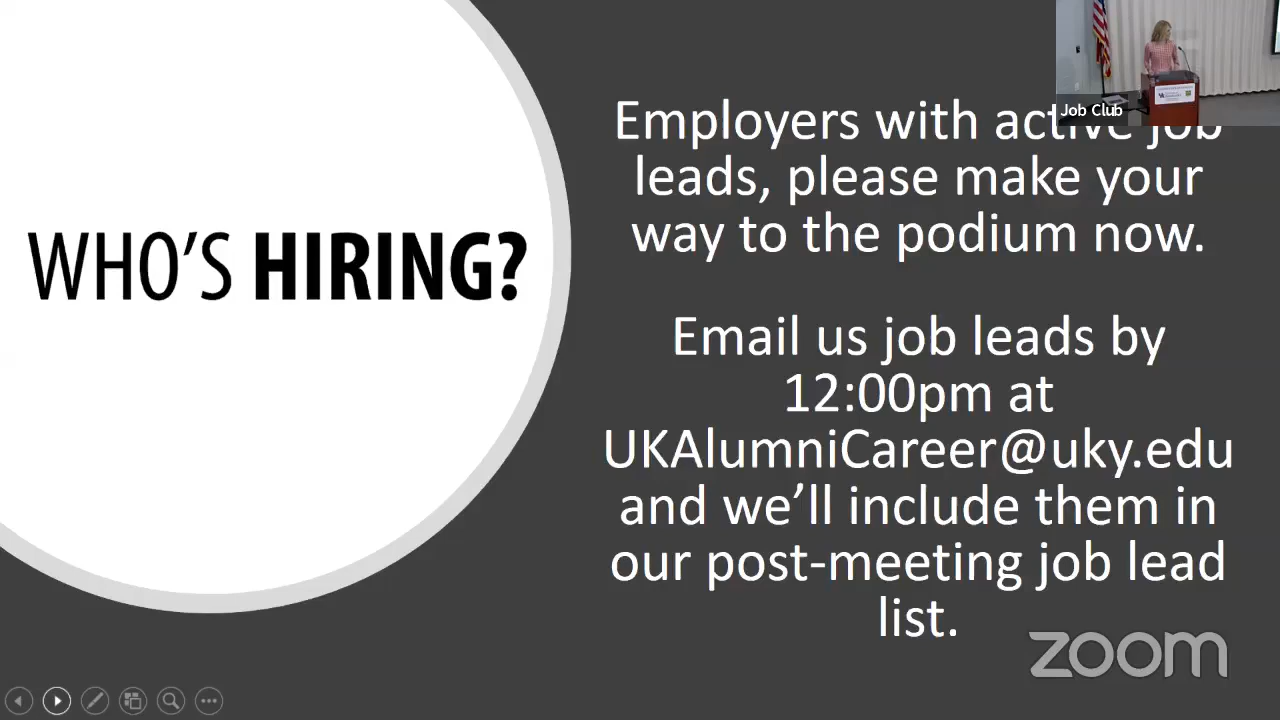 Job Club
WHO'S HIRING?
Employers with active job
leads, please make your
way to the podium now.
Email us job leads by
12:00pm at
UKAlumniCareer@uky.edu
and we'll include them in
our post-meeting job lead
list.
zoom